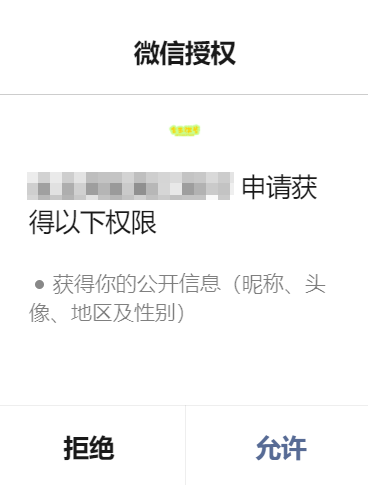 微信授权
申请获
得以下权限
• 获得你的公开信息（昵称、头
像、地区及性别）
拒绝
允许